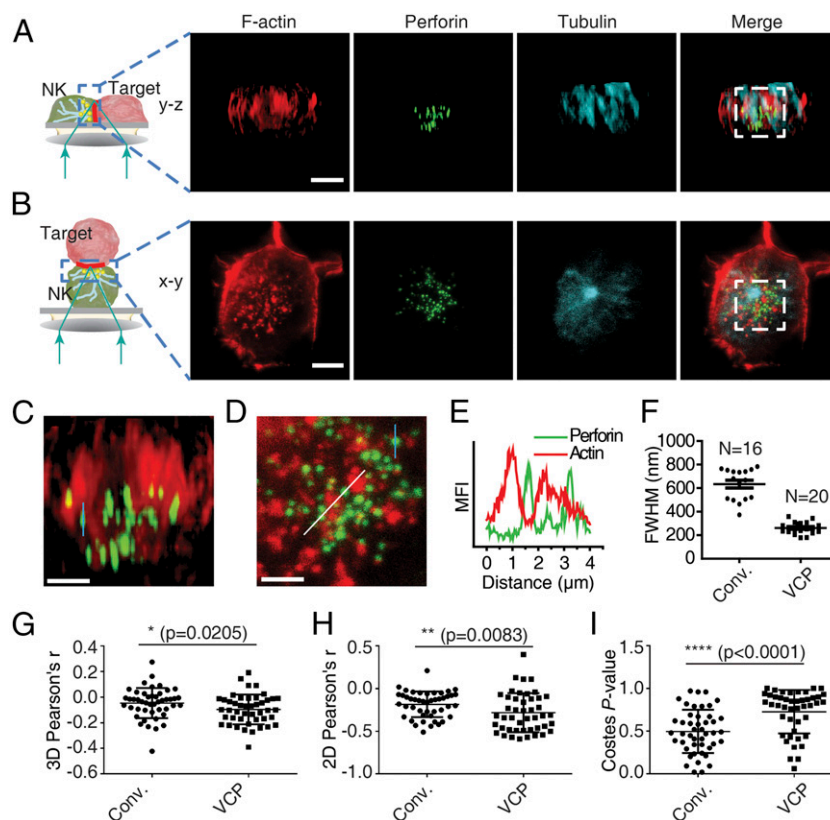 F-actin Perforin Tubulin Merge
A
NK Target
y-z
B
Target
NK
x-y
C
D
E
Perforin
Actin
MFI
0 1 2 3 4
Distance (µm)
F
FWHM (nm)
1000
800
600
400
200
0
N=16
N=20
Conv. VCP
G
3D Pearson's r
0.4
0.2
0.0
-0.2
-0.4
-0.6
* (p=0.0205)
Conv. VCP
H
2D Pearson's r
0.5
0.0
-0.5
-1.0
** (p=0.0083)
Conv. VCP
I
Costes P-value
1.5
1.0
0.5
0.0
**** (p<0.0001)
Conv. VCP